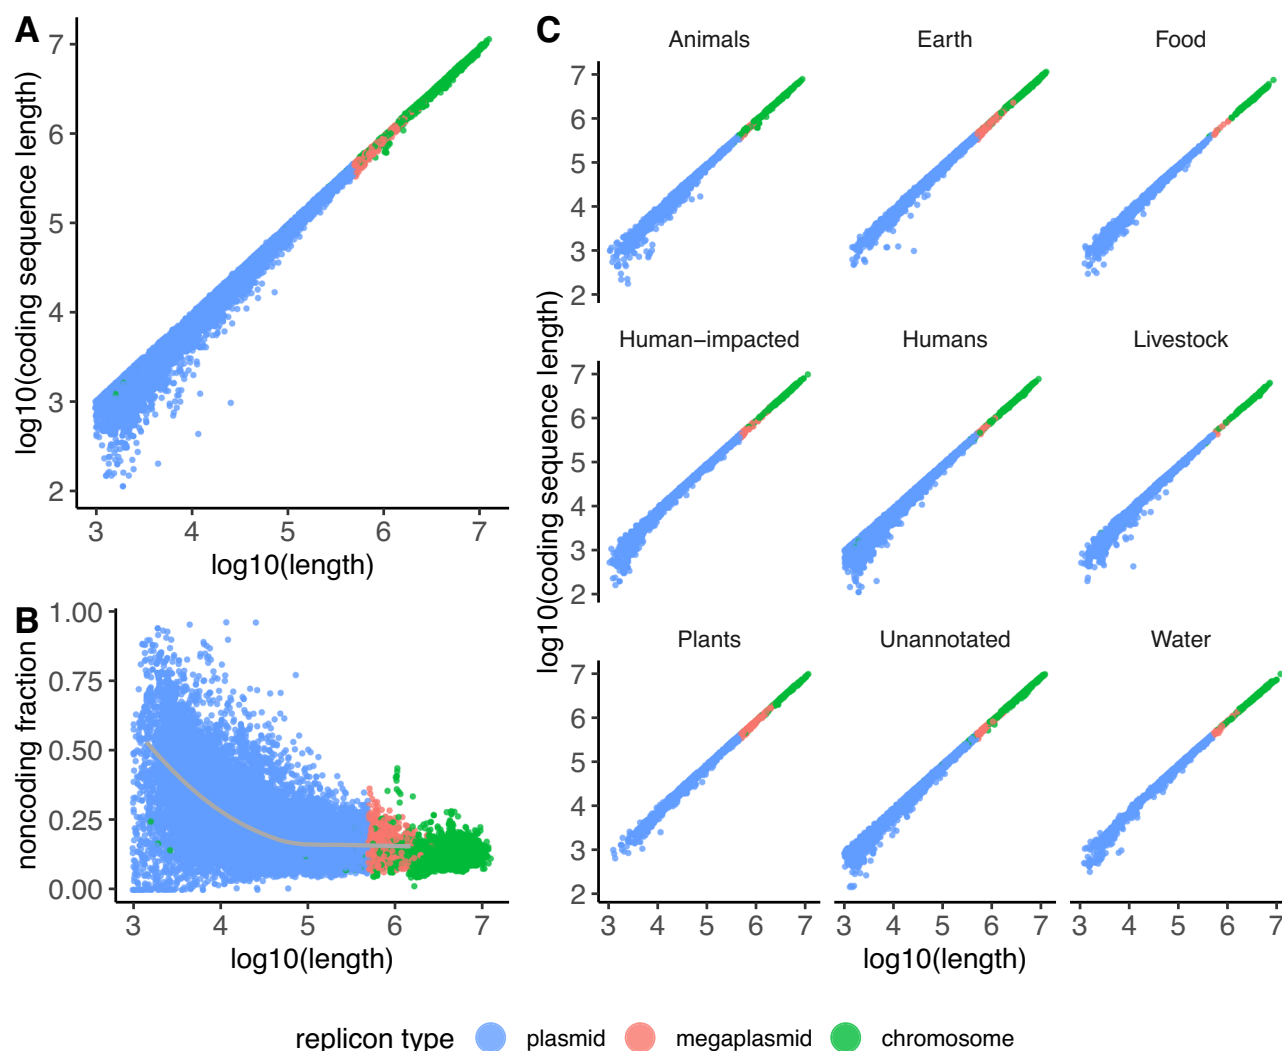 A
log10(coding sequence length)
7
6
5
4
3
2
3 4 5 6 7
log10(length)
B
noncoding fraction
1.00
0.75
0.50
0.25
0.00
3 4 5 6 7
log10(length)
C
log10(coding sequence length)
Animals Earth Food
7
6
5
4
3
2
Human−impacted Humans Livestock
7
6
5
4
3
2
Plants Unannotated Water
7
6
5
4
3
2
3 4 5 6 7 3 4 5 6 7 3 4 5 6 7
log10(length)
replicon type plasmid megaplasmid chromosome